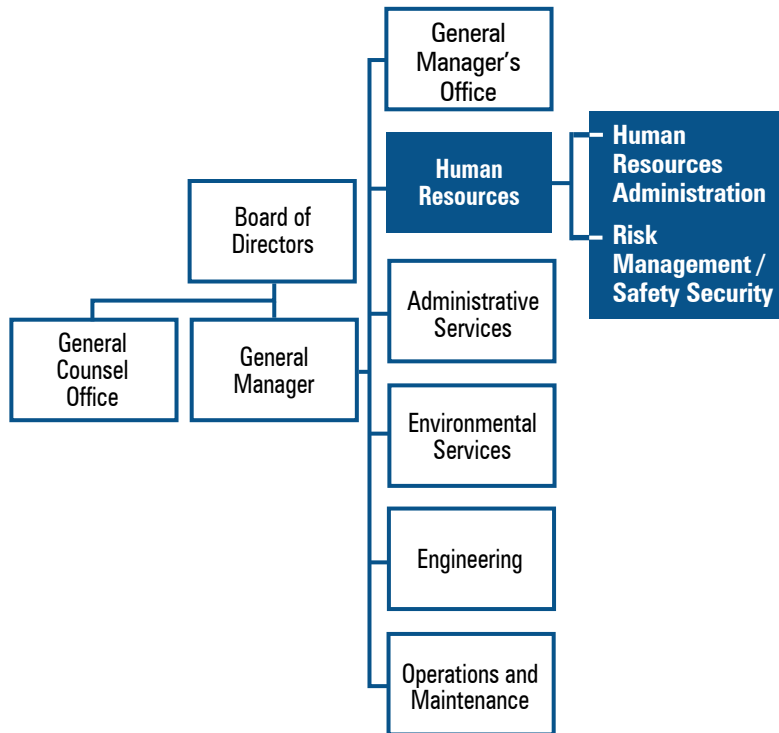 General
Manager's
Office
Human
Resources
Human
Resources
Administration
Risk
Management /
Safety Security
Board of
Directors
General
Counsel
Office
General
Manager
Administrative
Services
Environmental
Services
Engineering
Operations and
Maintenance